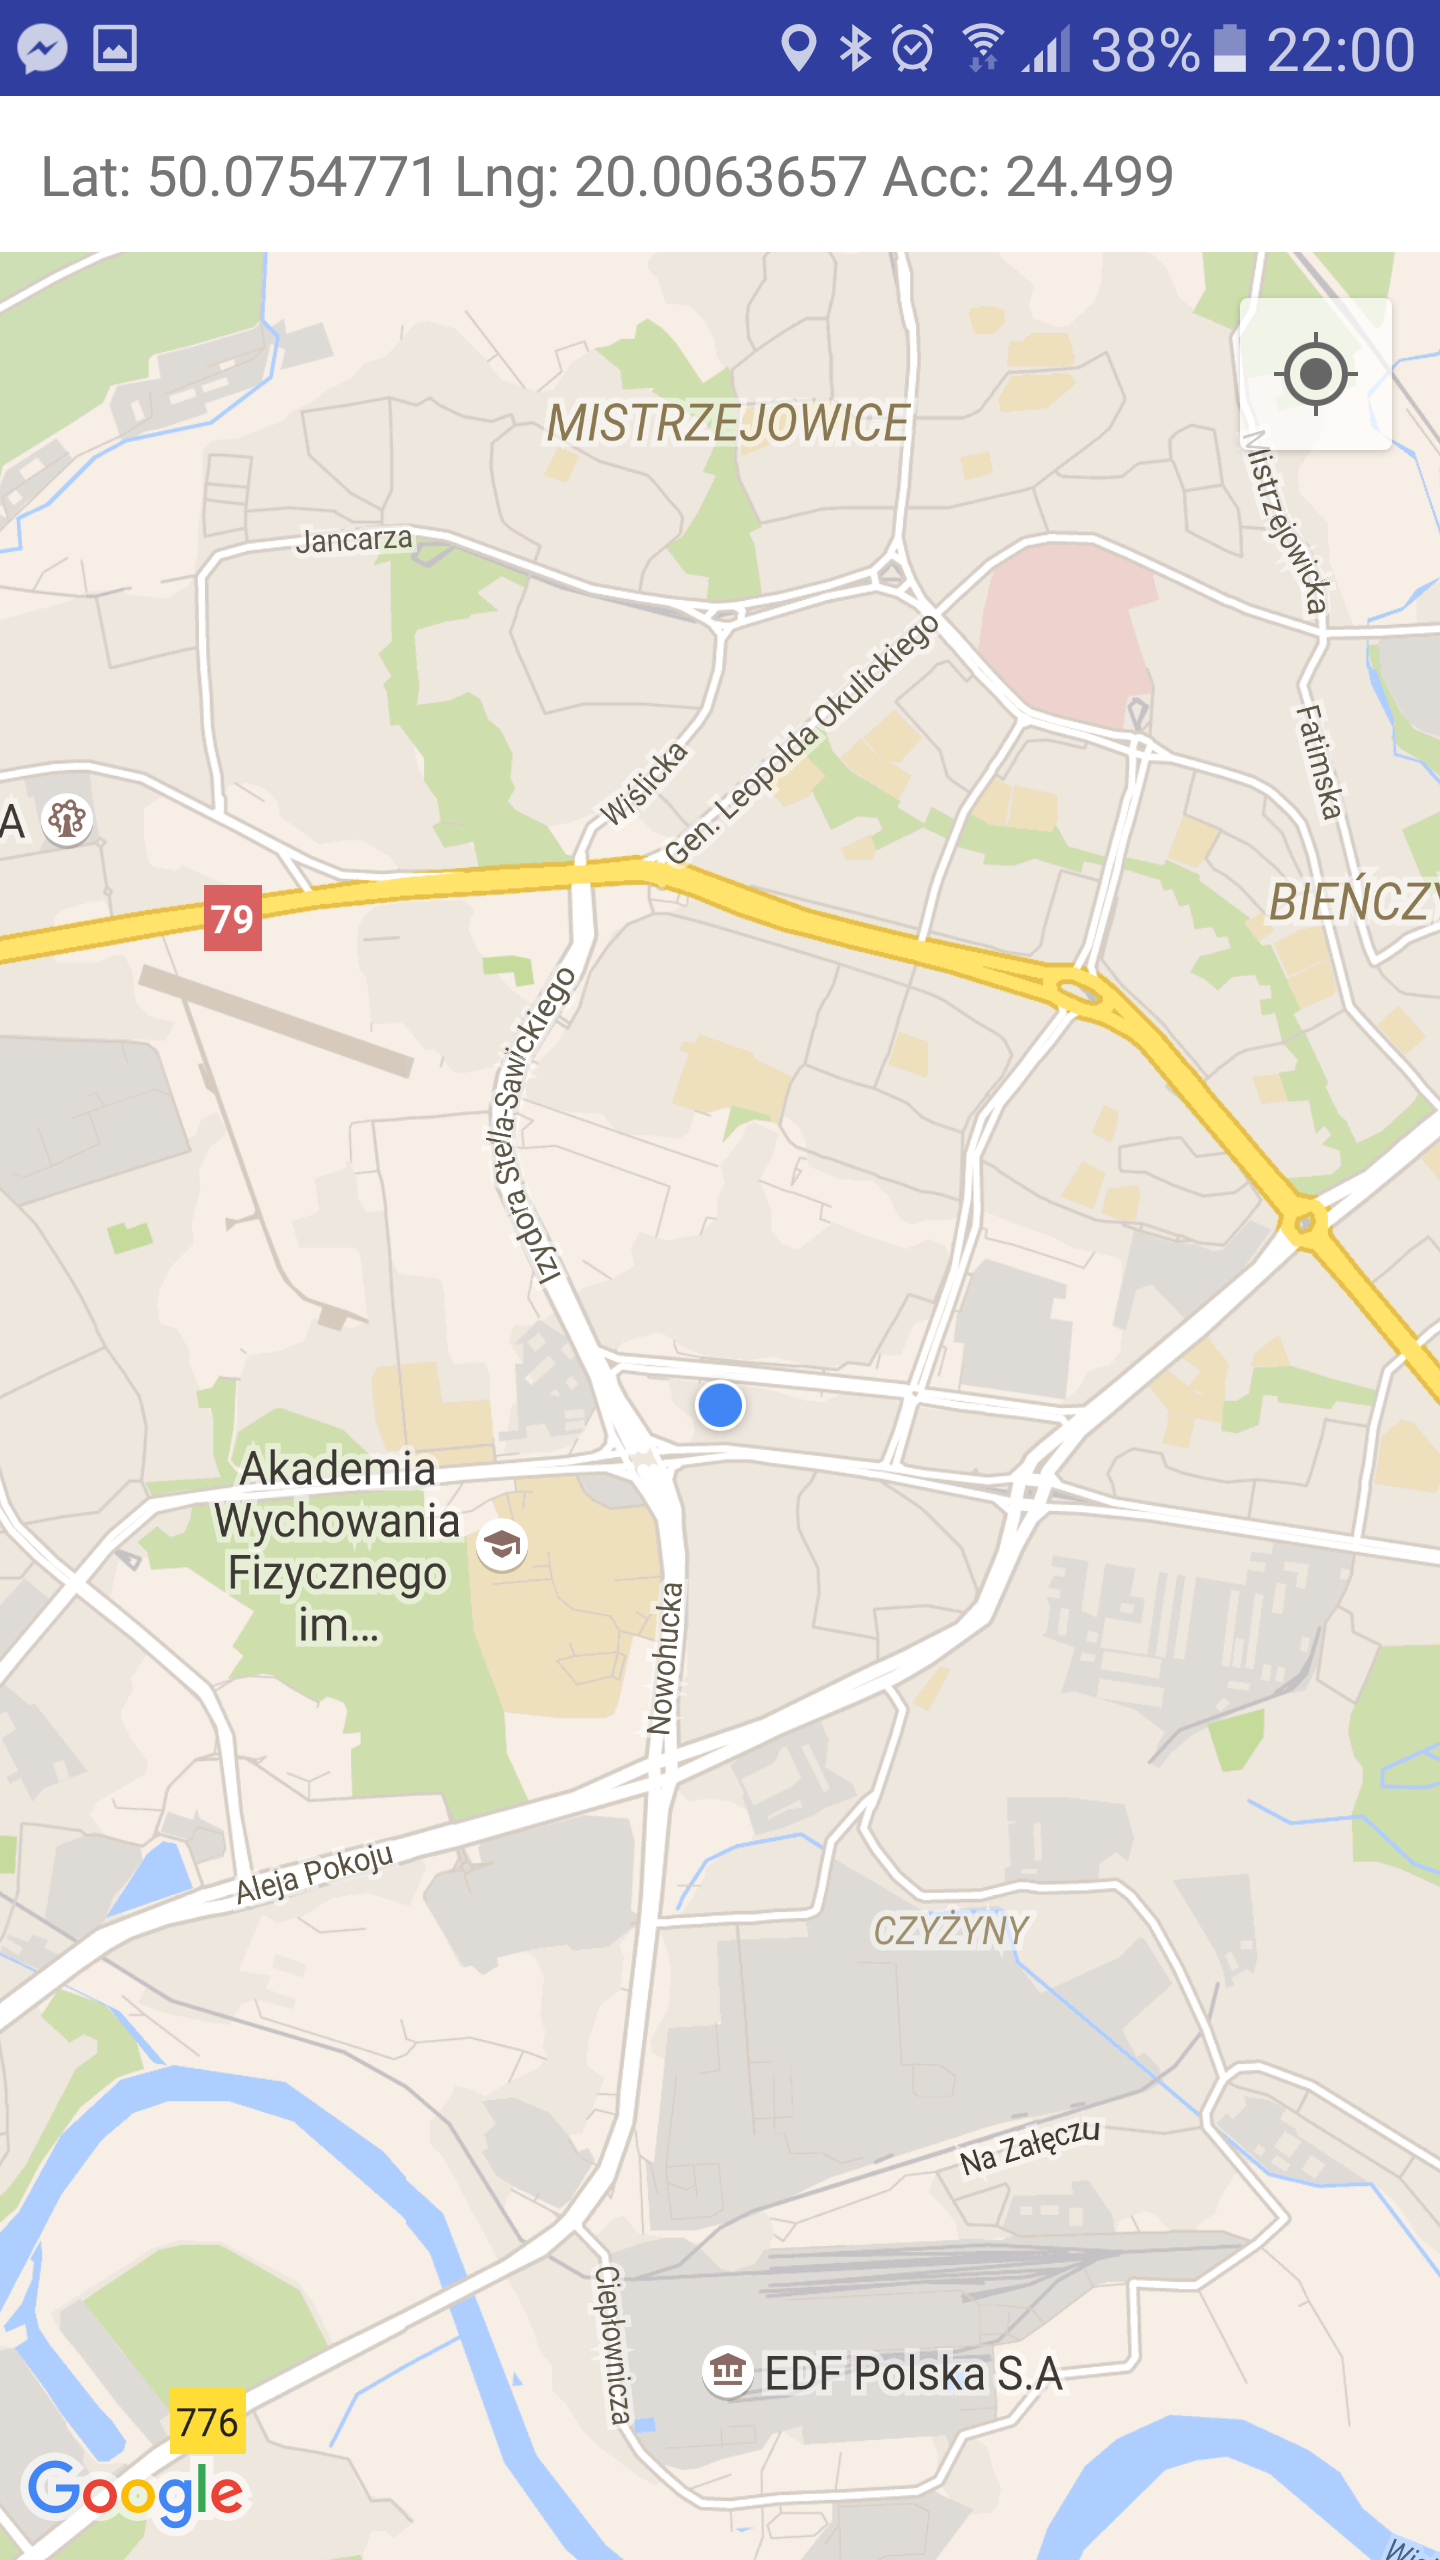 38% 22:00
Lat: 50.0754771 Lng: 20.0063657 Acc: 24.499
MISTRZEJOWICE
Mistrzejowicka
Jancarza
Gen. Leopolda Okulickiego
Wiślicka
Fatimska
A
BIEŃCZY
79
Izydora Stella-Sawickiego
Akademia
Wychowania
Fizycznego
im...
Nowohucka
Aleja Pokoju
CZYŻYNY
Na Załęczu
Ciepłownicza
EDF Polska S.A
776
Google